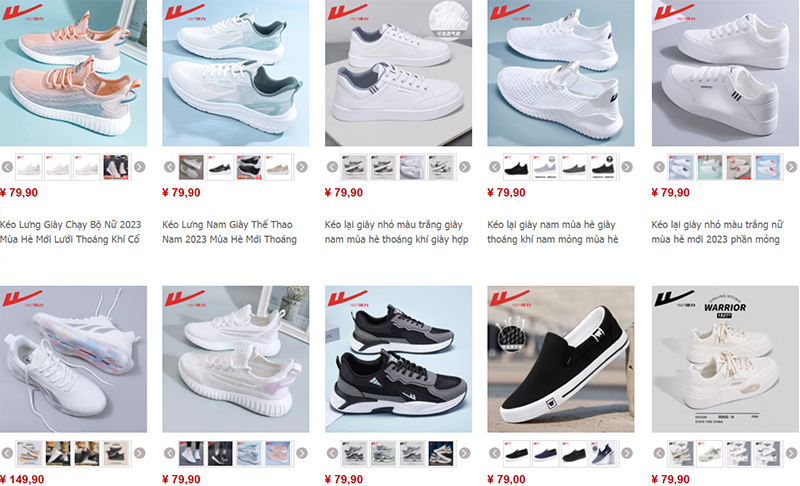 ¥ 79,90
¥ 79,90
¥ 79,90
¥ 79,90
¥ 79,90
Kéo Lưng Giày Chạy Bộ Nữ 2023
Mùa Hè Mới Lưới Thoáng Khí Cố
Kéo Lưng Nam Giày Thể Thao
Nam 2023 Mùa Hè Mới Thoáng
Kéo lại giày nhỏ màu trắng giày
nam mùa hè thoáng khí giày hợp
Kéo lại giày nam mùa hè giày
thoáng khí nam mỏng mùa hè
Kéo lại giày nhỏ màu trắng nữ
mùa hè mới 2023 phần mỏng
ONLINE STORE
WARRIOR
1927
¥ 149,90
¥ 79,90
¥ 79,90
¥ 79,00
¥ 79,90